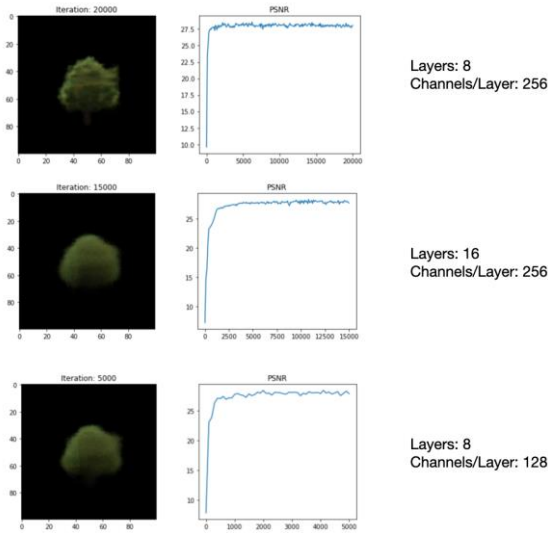 Iteration: 20000
PSNR
0
20
40
60
80
0 20 40 60 80
27.5
25.0
22.5
20.0
17.5
15.0
12.5
10.0
0 5000 10000 15000 20000
Layers: 8
Channels/Layer: 256
Iteration: 15000
PSNR
0
20
40
60
80
0 20 40 60 80
25
20
15
10
0 2500 5000 7500 10000 12500 15000
Layers: 16
Channels/Layer: 256
Iteration: 5000
PSNR
0
20
40
60
80
0 20 40 60 80
25
20
15
10
0 1000 2000 3000 4000 5000
Layers: 8
Channels/Layer: 128